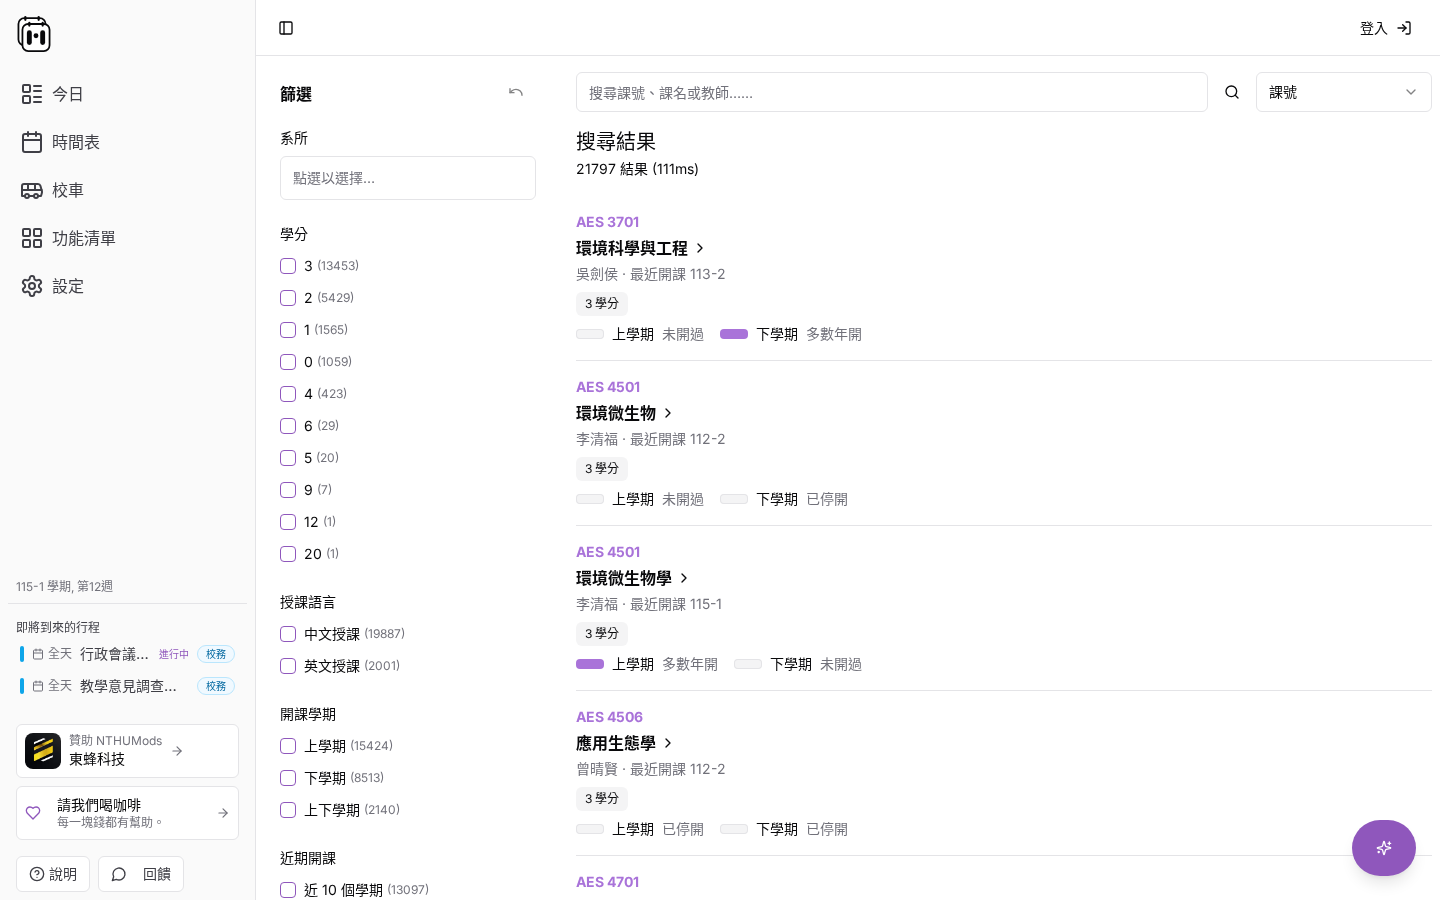 今日
時間表
校車
功能清單
設定
115-1 學期, 第12週
即將到來的行程
全天 行政會議... 進行中 校務
全天 教學意見調查... 校務
贊助 NTHUMods
東蜂科技
請我們喝咖啡
每一塊錢都有幫助。
說明
回饋
登入
篩選
系所
點選以選擇...
學分
3 (13453)
2 (5429)
1 (1565)
0 (1059)
4 (423)
6 (29)
5 (20)
9 (7)
12 (1)
20 (1)
授課語言
中文授課 (19887)
英文授課 (2001)
開課學期
上學期 (15424)
下學期 (8513)
上下學期 (2140)
近期開課
近 10 個學期 (13097)
搜尋課號、課名或教師......
課號
搜尋結果
21797 結果 (111ms)
AES 3701
環境科學與工程
吳劍侯 · 最近開課 113-2
3 學分
上學期 未開過 下學期 多數年開
AES 4501
環境微生物
李清福 · 最近開課 112-2
3 學分
上學期 未開過 下學期 已停開
AES 4501
環境微生物學
李清福 · 最近開課 115-1
3 學分
上學期 多數年開 下學期 未開過
AES 4506
應用生態學
曾晴賢 · 最近開課 112-2
3 學分
上學期 已停開 下學期 已停開
AES 4701